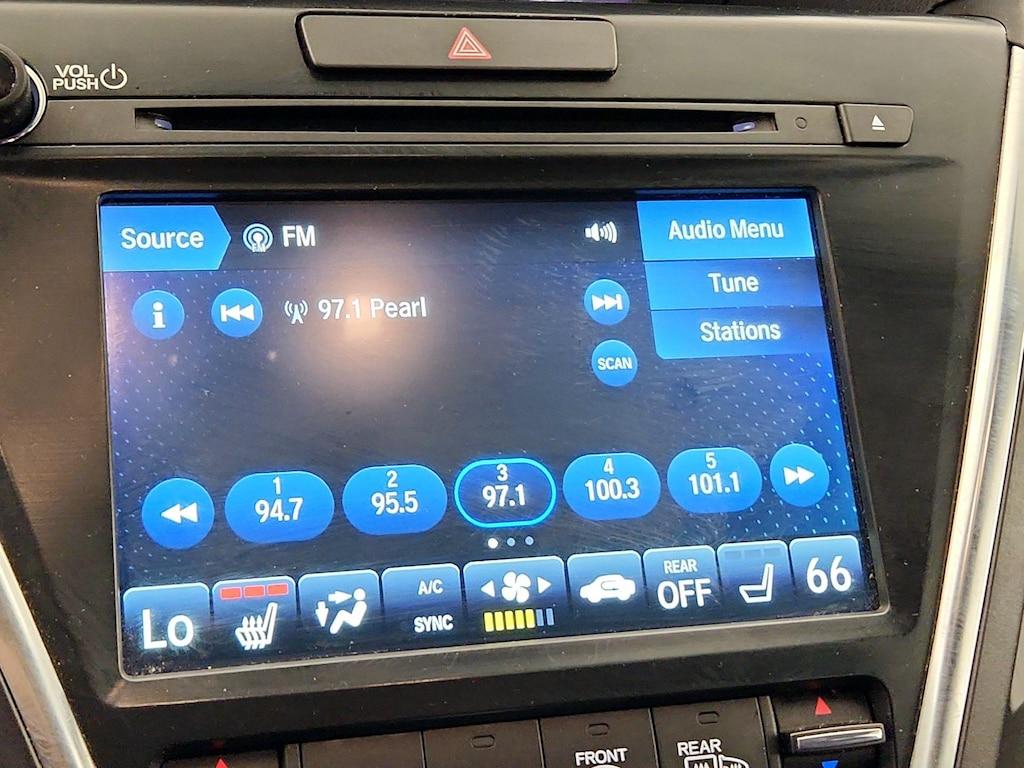 VOL
PUSH
Source FM Audio Menu
97.1 Pearl Tune
Stations
SCAN
1 2 3 4 5
94.7 95.5 97.1 100.3 101.1
Lo A/C SYNC REAR OFF 66
FRONT REAR